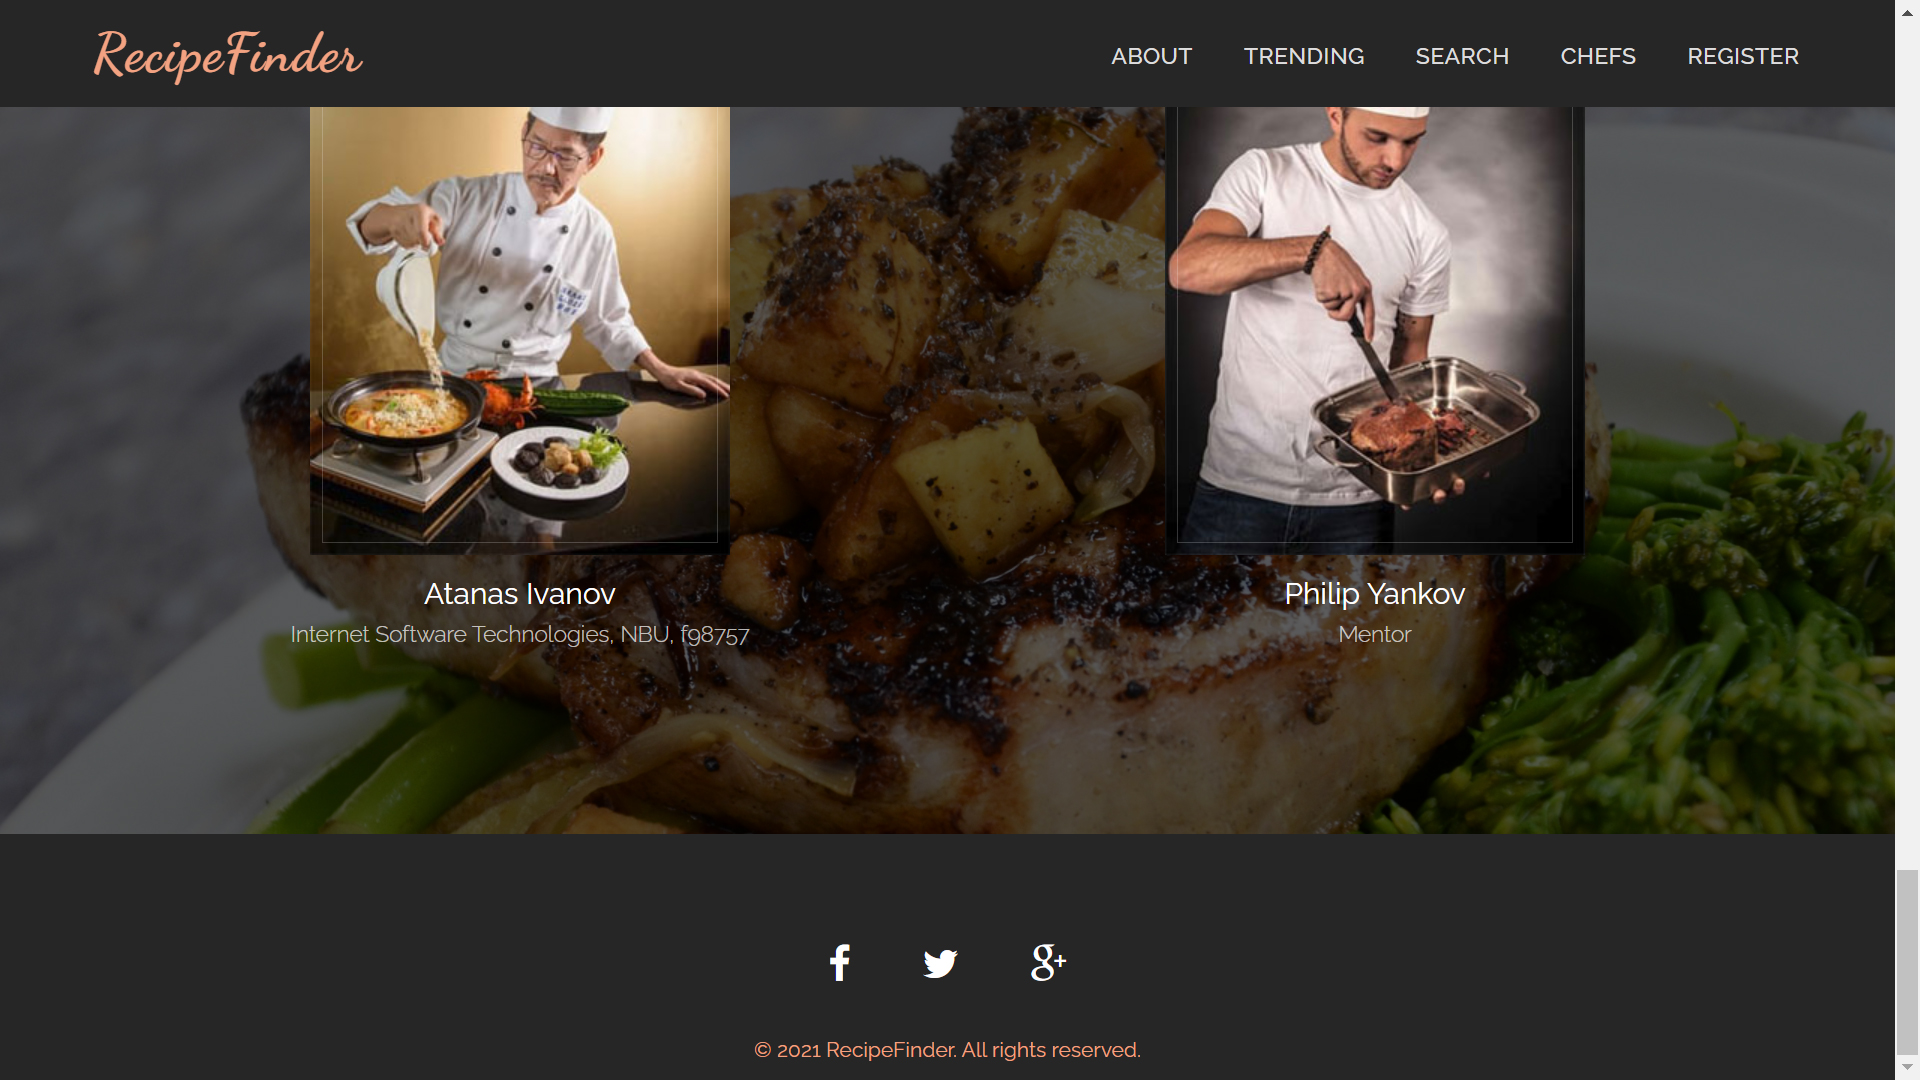 RecipeFinder
ABOUT TRENDING SEARCH CHEFS REGISTER
Atanas Ivanov
Internet Software Technologies, NBU, f98757
Philip Yankov
Mentor
© 2021 RecipeFinder. All rights reserved.